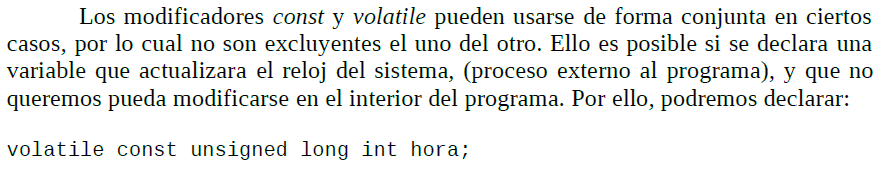 Los modificadores const y volatile pueden usarse de forma conjunta en ciertos
casos, por lo cual no son excluyentes el uno del otro. Ello es posible si se declara una
variable que actualizara el reloj del sistema, (proceso externo al programa), y que no
queremos pueda modificarse en el interior del programa. Por ello, podremos declarar:
volatile const unsigned long int hora;